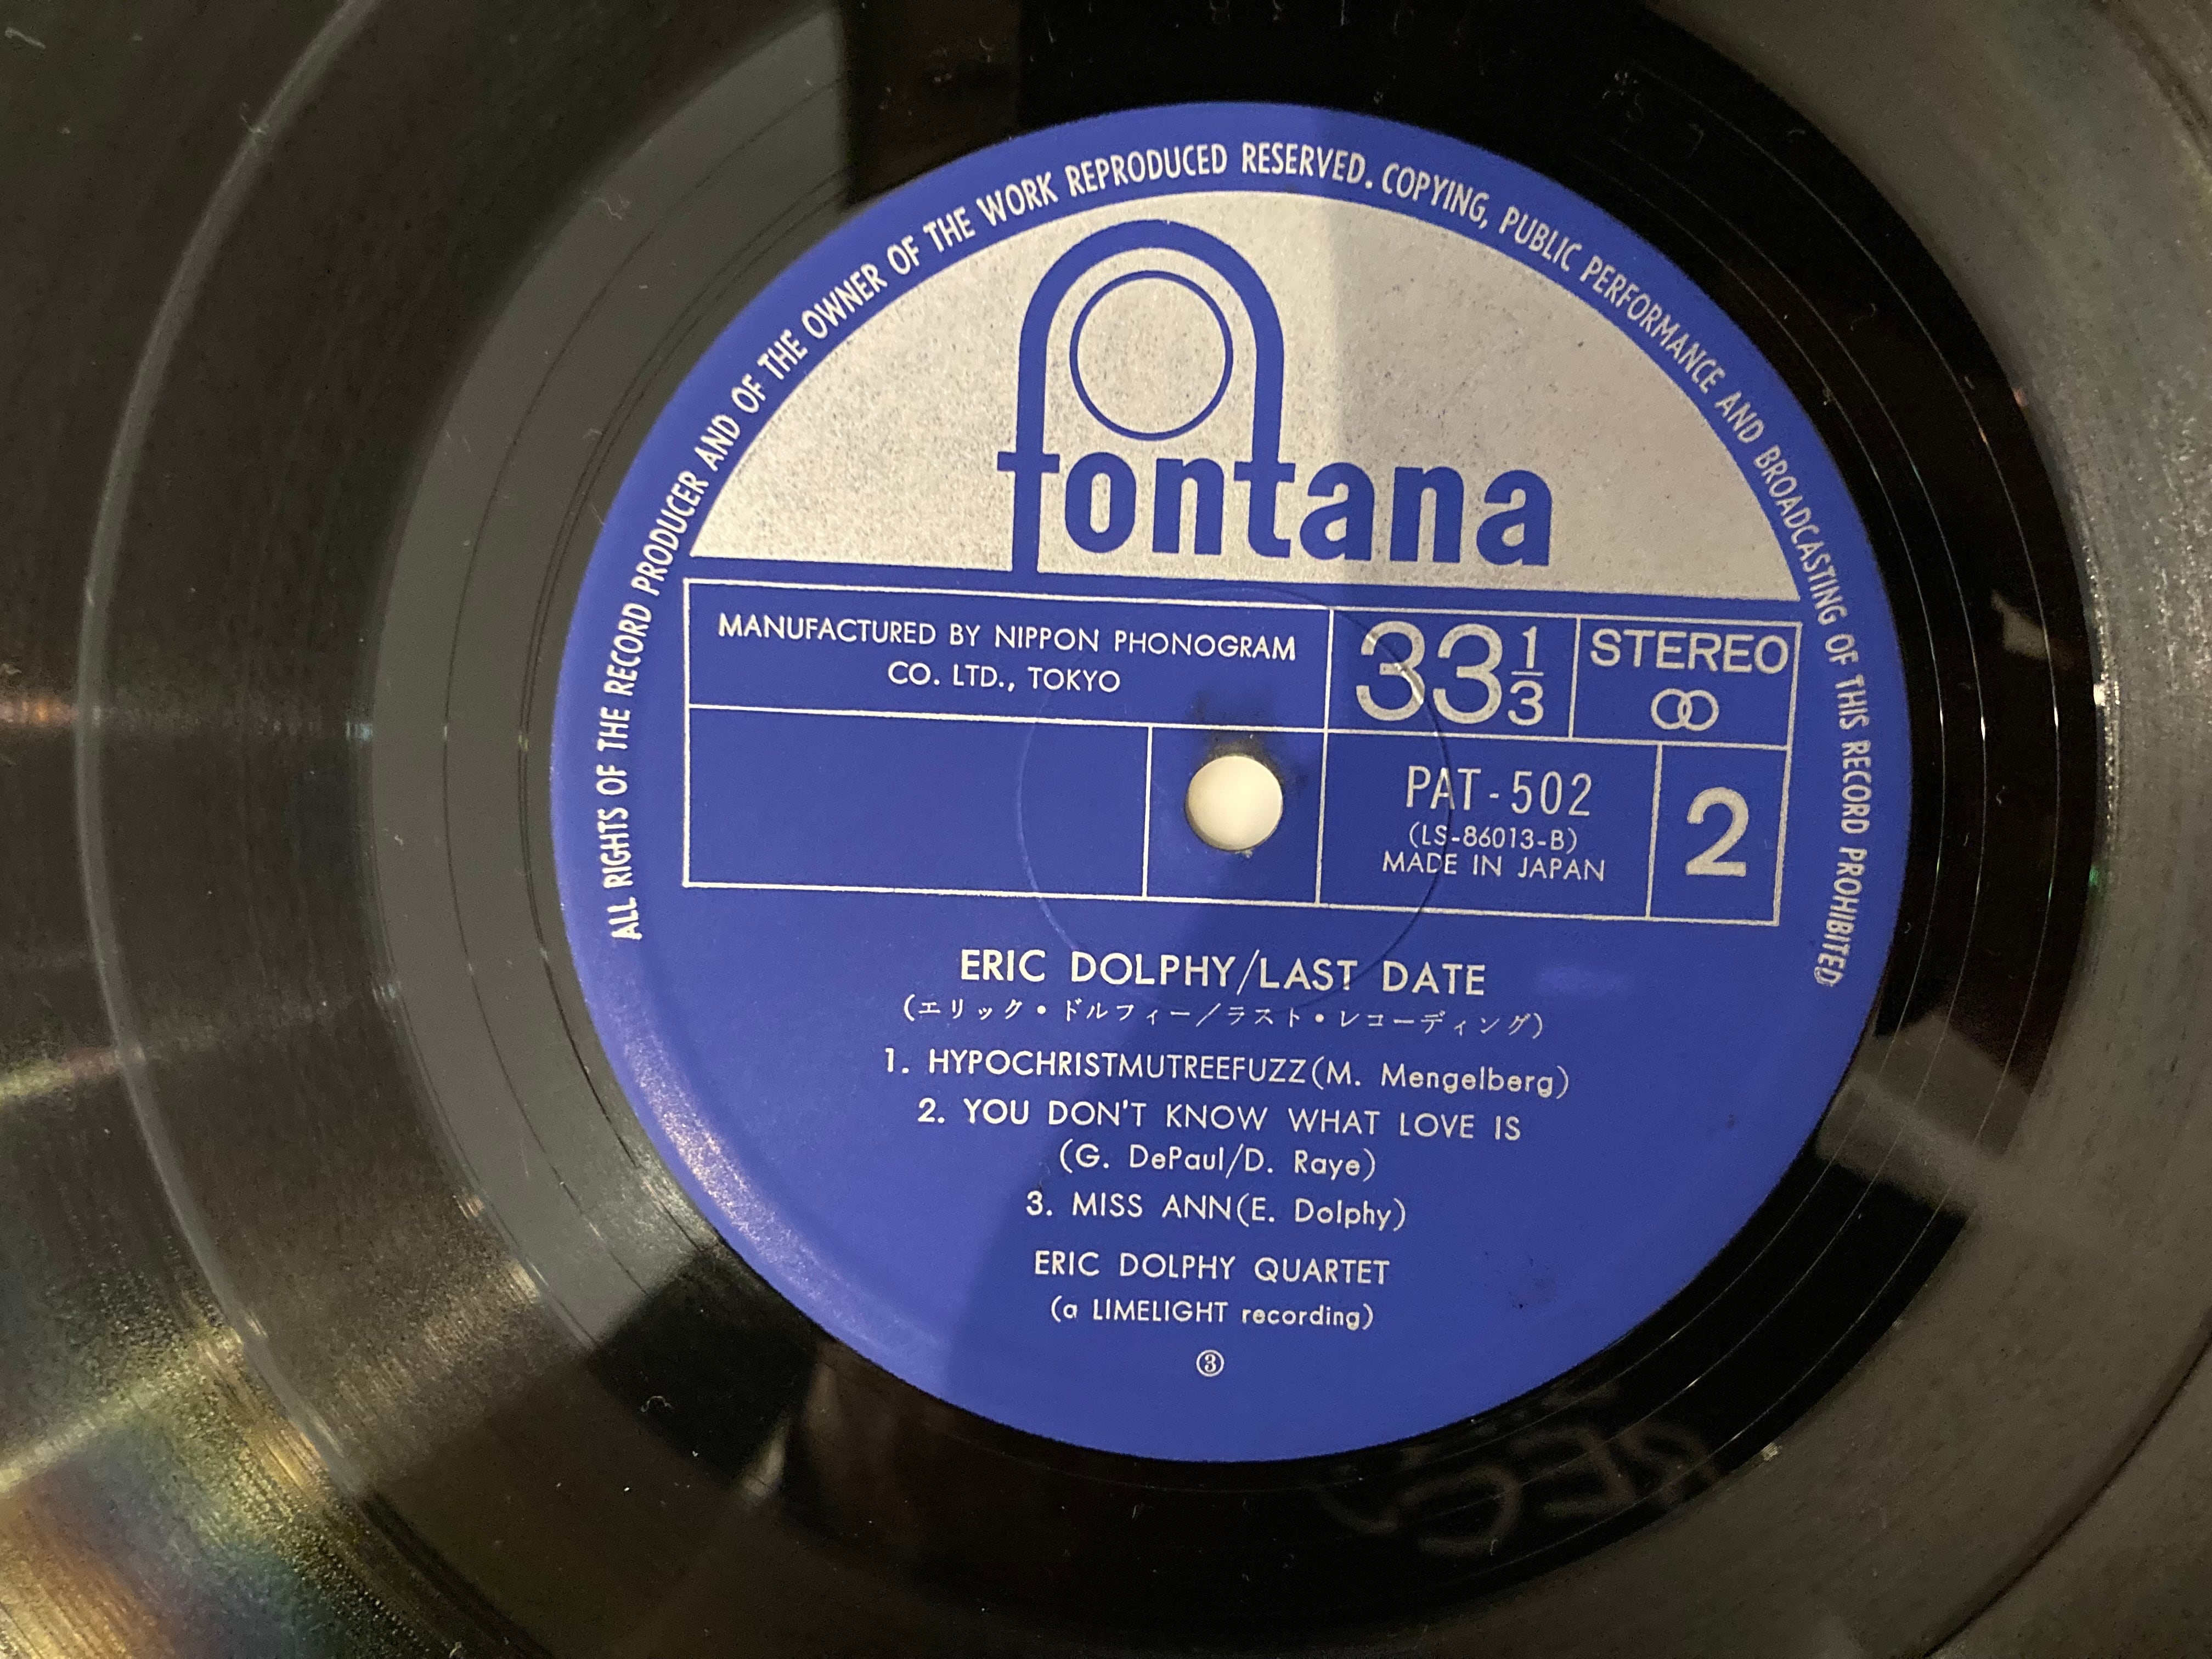 ALL RIGHTS OF THE RECORD PRODUCER AND OF THE OWNER OF THE WORK REPRODUCED RESERVED. COPYING, PUBLIC PERFORMANCE AND BROADCASTING OF THIS RECORD PROHIBITED
fontana
MANUFACTURED BY NIPPON PHONOGRAM
CO. LTD., TOKYO
33 1/3
STEREO
PAT-502
(LS-86013-B)
MADE IN JAPAN
2
ERIC DOLPHY/LAST DATE
(エリック・ドルフィー/ラスト・レコーディング)
1. HYPOCHRISTMUTREEFUZZ(M. Mengelberg)
2. YOU DON'T KNOW WHAT LOVE IS
(G. DePaul/D. Raye)
3. MISS ANN(E. Dolphy)
ERIC DOLPHY QUARTET
(a LIMELIGHT recording)
③